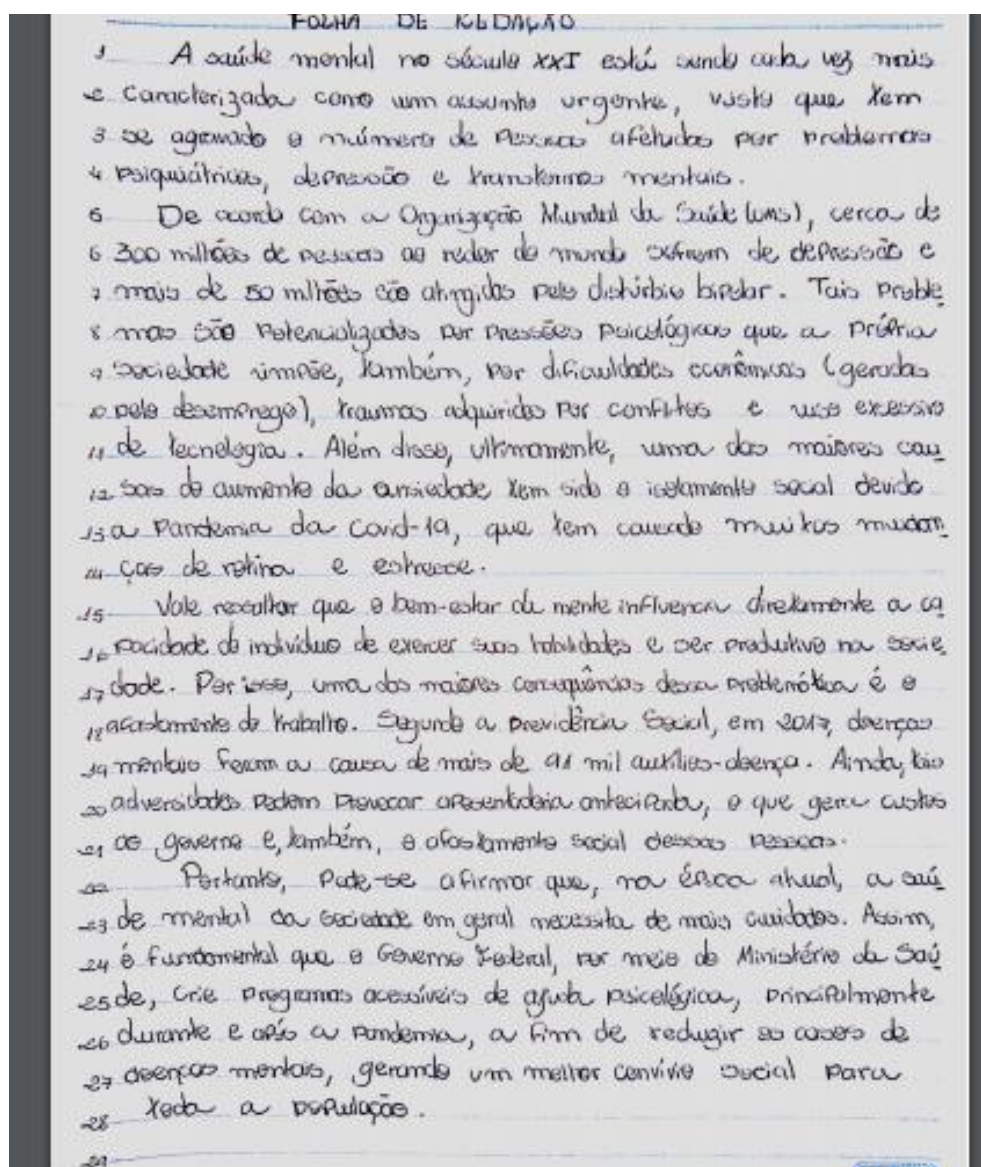 FOLHA DE REDAÇÃO
1 A saúde mental no século XXI está sendo cada vez mais
2 caracterizada como um assunto urgente, visto que tem
3 se agravado o número de pessoas afetadas por problemas
4 psiquiátricos, depressão e transtornos mentais.
5 De acordo com a Organização Mundial da Saúde (oms), cerca de
6 300 milhões de pessoas ao redor do mundo sofrem de depressão e
7 mais de 50 milhões são atingidos pelo distúrbio bipolar. Tais proble
8 mas são potencializados por pressões psicológicas que a própria
9 sociedade impõe, também, por dificuldades econômicas (geradas
10 pelo desemprego), traumas adquiridos por conflitos e uso excessivo
11 de tecnologia. Além disso, ultimamente, uma das maiores cau
12 sas do aumento da ansiedade tem sido o isolamento social devido
13 a Pandemia da Covid-19, que tem causado muitas mudan
14 ças de rotina e estresse.
15 Vale ressaltar que o bem-estar da mente influencia diretamente a ca
16 pacidade do indivíduo de exercer suas habilidades e ser produtivo na socie
17 dade. Por isso, uma das maiores consequências dessa problemática é o
18 afastamento do trabalho. Segundo a previdência Social, em 2017, doenças
19 mentais foram a causa de mais de 91 mil auxílios-doença. Ainda, tais
20 adversidades podem provocar aposentadoria antecipada, o que gera custos
21 ao governo e, também, o afastamento social dessas pessoas.
22 Portanto, pode-se afirmar que, na época atual, a saú
23 de mental da sociedade em geral necessita de mais cuidados. Assim,
24 é fundamental que o Governo Federal, por meio do Ministério da Saú
25 de, crie programas acessíveis de ajuda psicológica, principalmente
26 durante e após a pandemia, a fim de reduzir os casos de
27 doenças mentais, gerando um melhor convívio social para
28 toda a população.
29